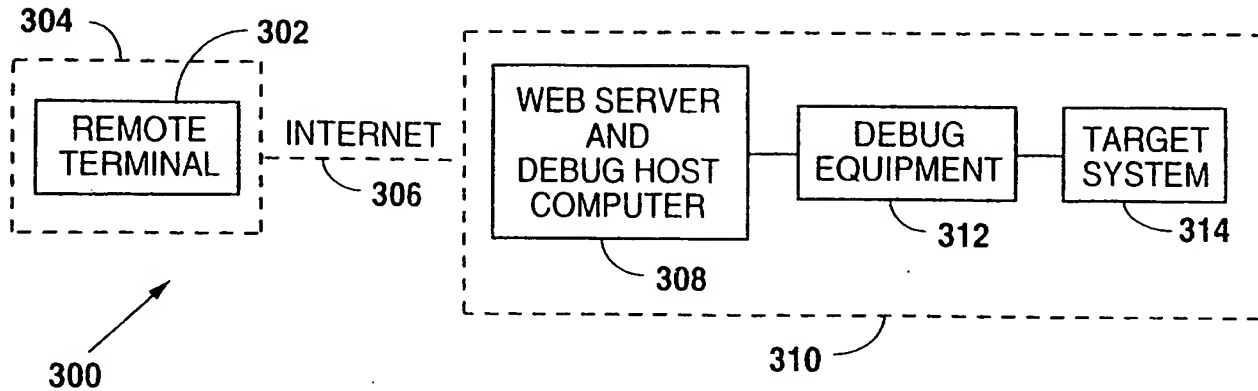 304
302
REMOTE
TERMINAL
INTERNET
306
WEB SERVER
AND
DEBUG HOST
COMPUTER
308
DEBUG
EQUIPMENT
312
TARGET
SYSTEM
314
310
300